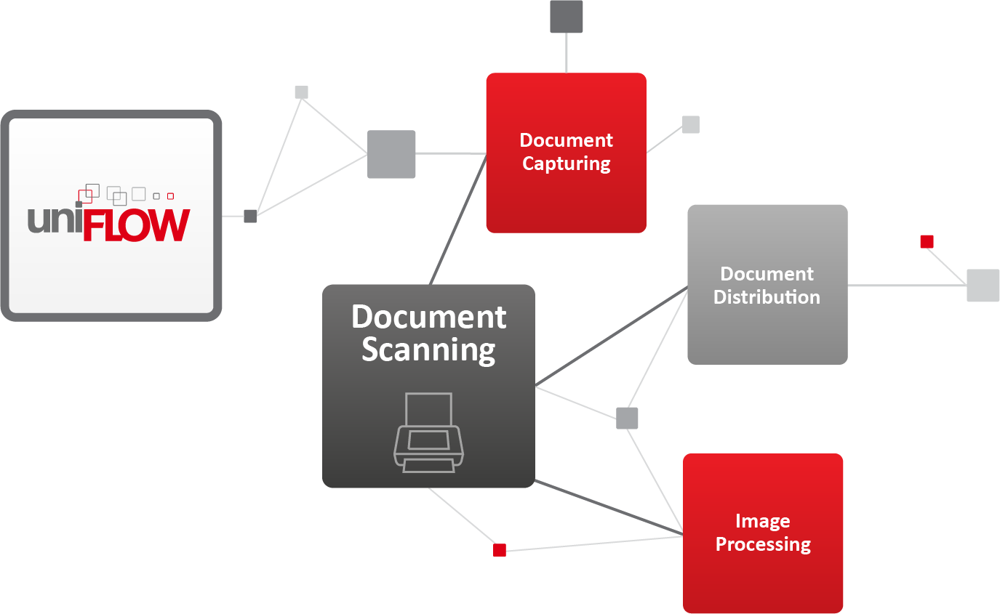 uniFLOW
Document
Capturing
Document
Distribution
Document
Scanning
Image
Processing